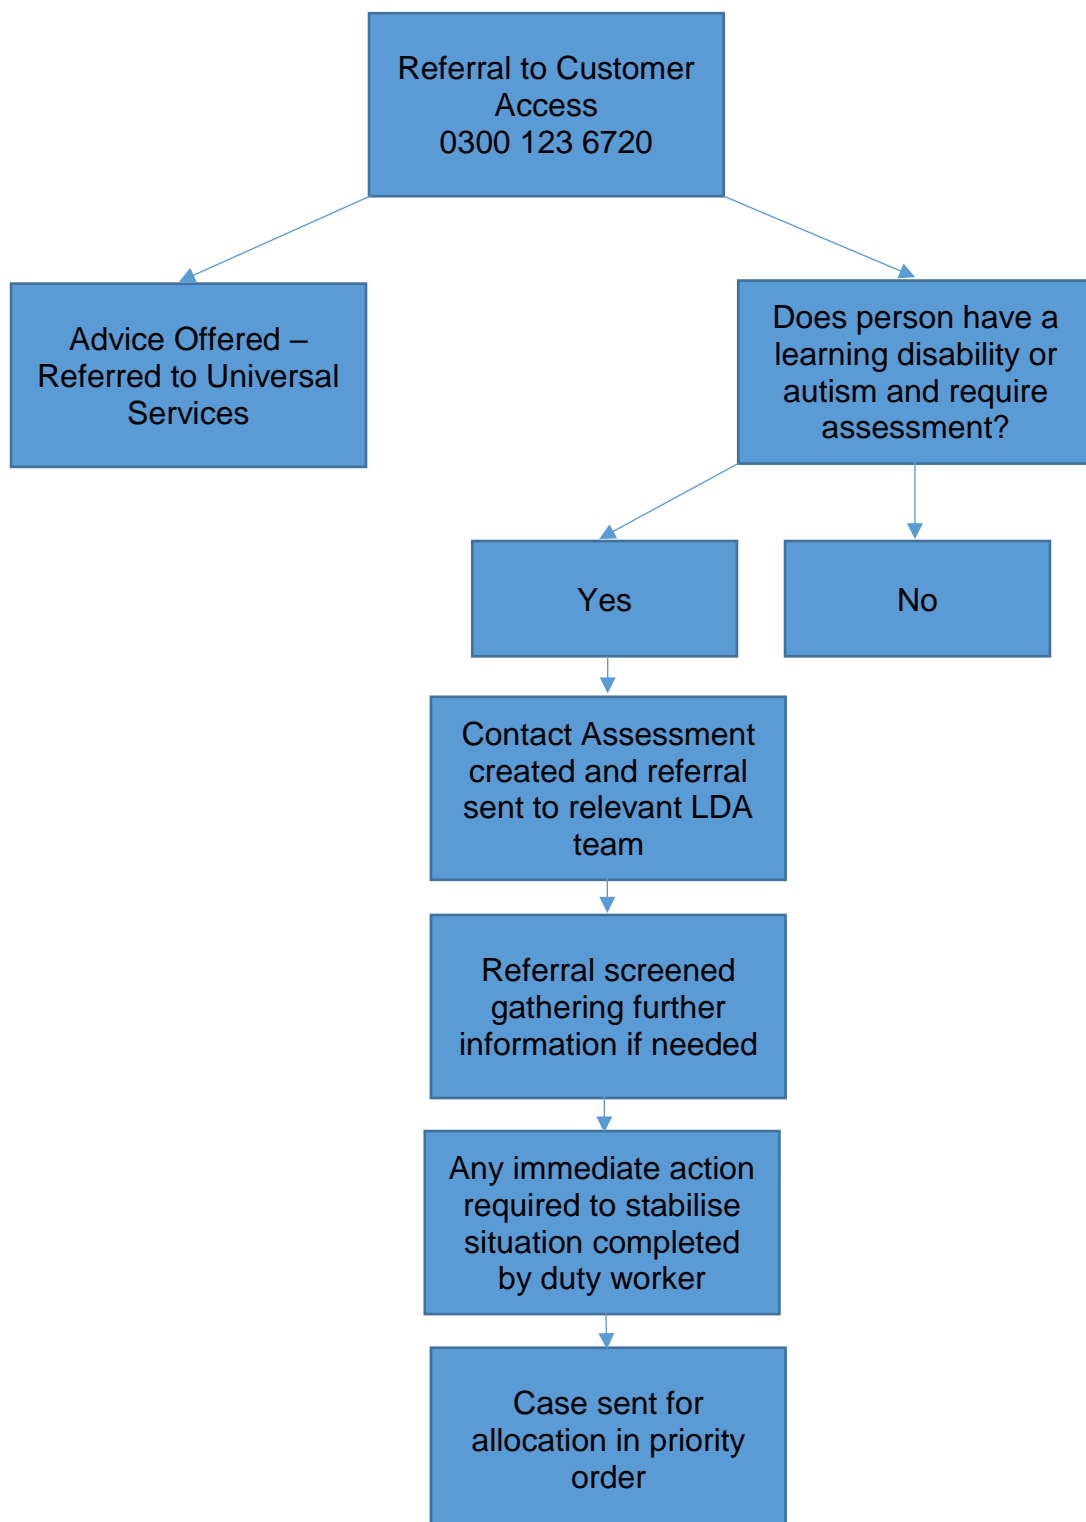 Referral to Customer
Access
0300 123 6720
Advice Offered –
Referred to Universal
Services
Does person have a
learning disability or
autism and require
assessment?
Yes
No
Contact Assessment
created and referral
sent to relevant LDA
team
Referral screened
gathering further
information if needed
Any immediate action
required to stabilise
situation completed
by duty worker
Case sent for
allocation in priority
order